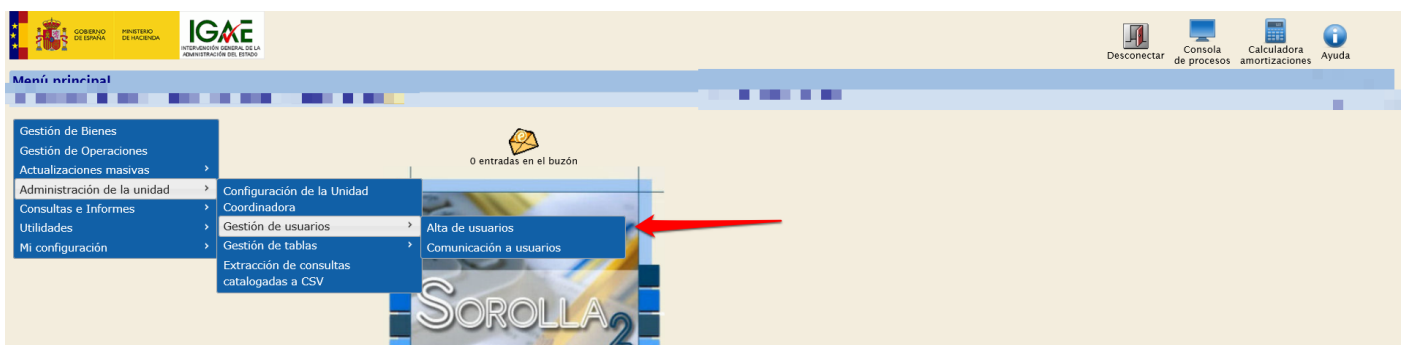 GOBIERNO
DE ESPAÑA
MINISTERIO
DE HACIENDA
IGAE
INTERVENCIÓN GENERAL DE LA
ADMINISTRACIÓN DEL ESTADO
Desconectar
Consola
de procesos
Calculadora
amortizaciones
Ayuda
Menú principal
Gestión de Bienes
Gestión de Operaciones
Actualizaciones masivas
Administración de la unidad
Consultas e Informes
Utilidades
Mi configuración
0 entradas en el buzón
Configuración de la Unidad
Coordinadora
Gestión de usuarios
Gestión de tablas
Extracción de consultas
catalogadas a CSV
Alta de usuarios
Comunicación a usuarios
SOROLLA2